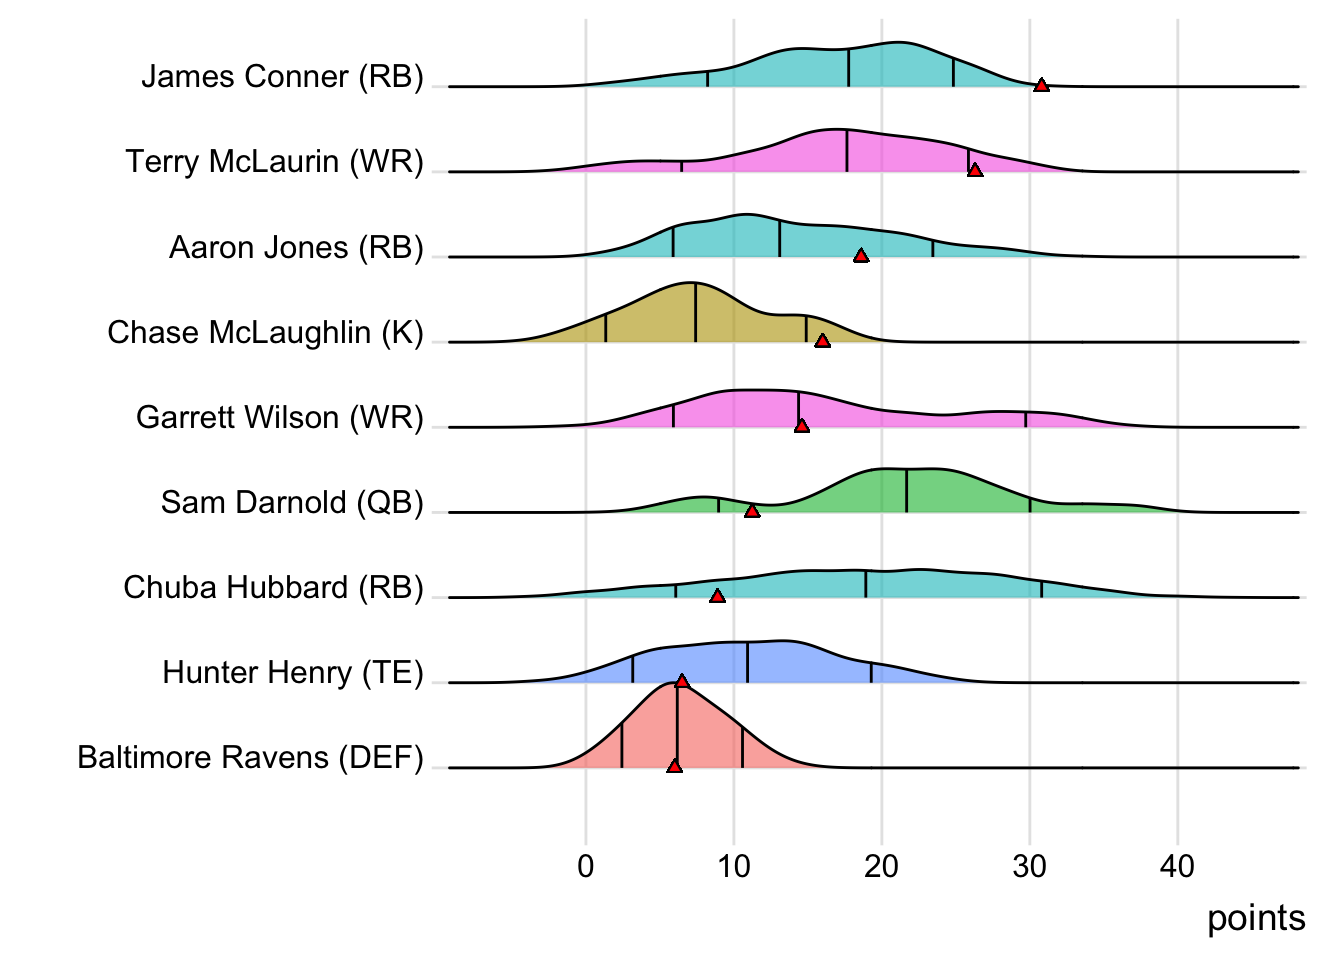 James Conner (RB)
Terry McLaurin (WR)
Aaron Jones (RB)
Chase McLaughlin (K)
Garrett Wilson (WR)
Sam Darnold (QB)
Chuba Hubbard (RB)
Hunter Henry (TE)
Baltimore Ravens (DEF)
0 10 20 30 40
points